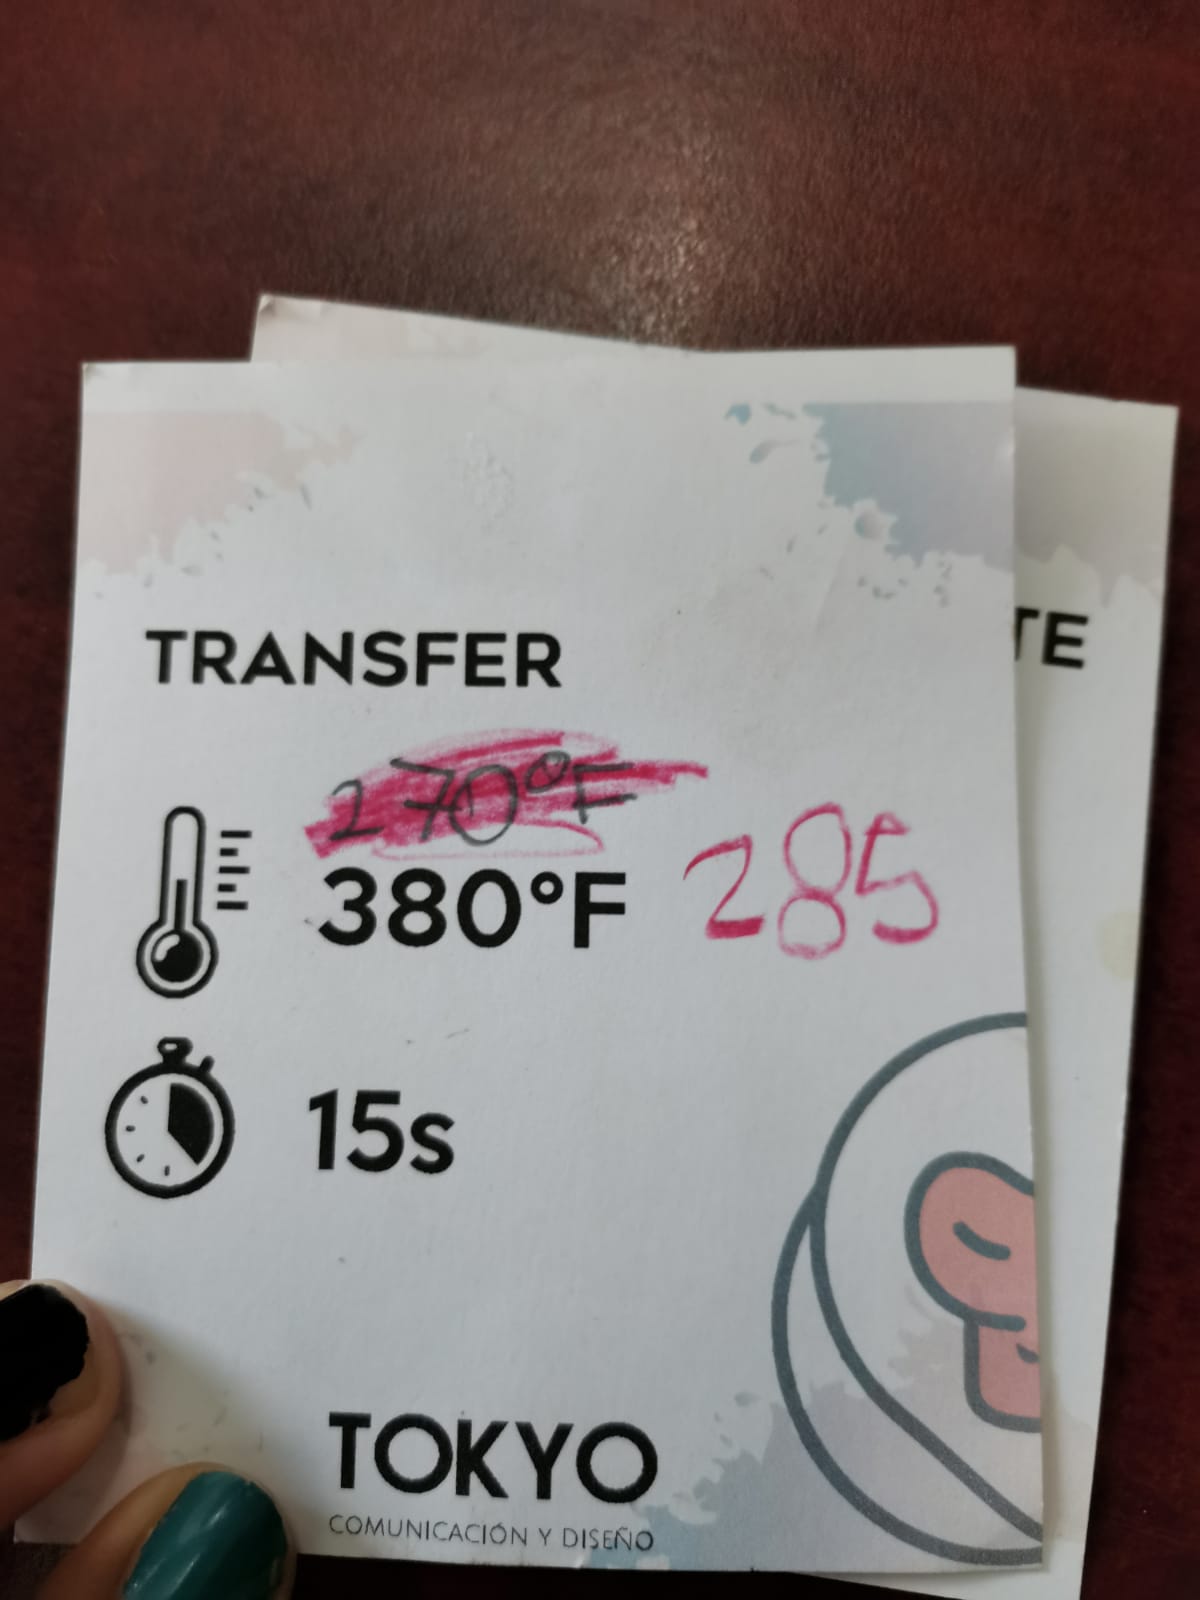 TRANSFER
TE
270°F
380°F 285
15s
TOKYO
COMUNICACIÓN Y DISEÑO